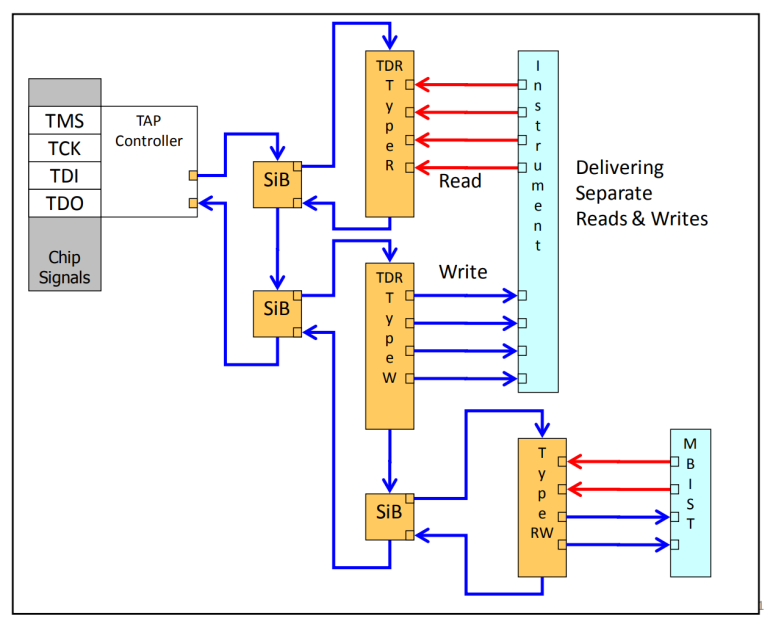 TMS
TCK
TDI
TDO
Chip
Signals
TAP
Controller
SiB
SiB
TDR
T
y
p
e
R
Read
I
n
s
t
r
u
m
e
n
t
Delivering
Separate
Reads & Writes
TDR
T
y
p
e
W
Write
SiB
T
y
p
e
RW
M
B
I
S
T
1